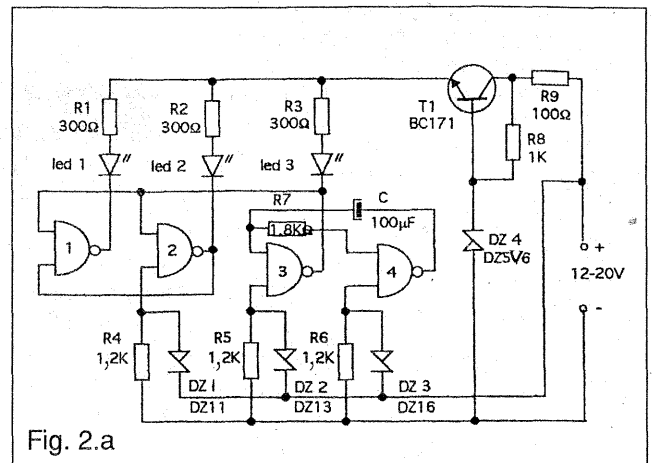 R1
300Ω
R2
300Ω
R3
300Ω
T1
BC171
R9
100Ω
R8
1K
led 1
led 2
led 3
R7
1.8KΩ
C
100µF
1
2
3
4
DZ 4
DZ5V6
+
12-20V
-
R4
1,2K
R5
1,2K
R6
1,2K
DZ 1
DZ11
DZ 2
DZ13
DZ 3
DZ16
Fig. 2.a